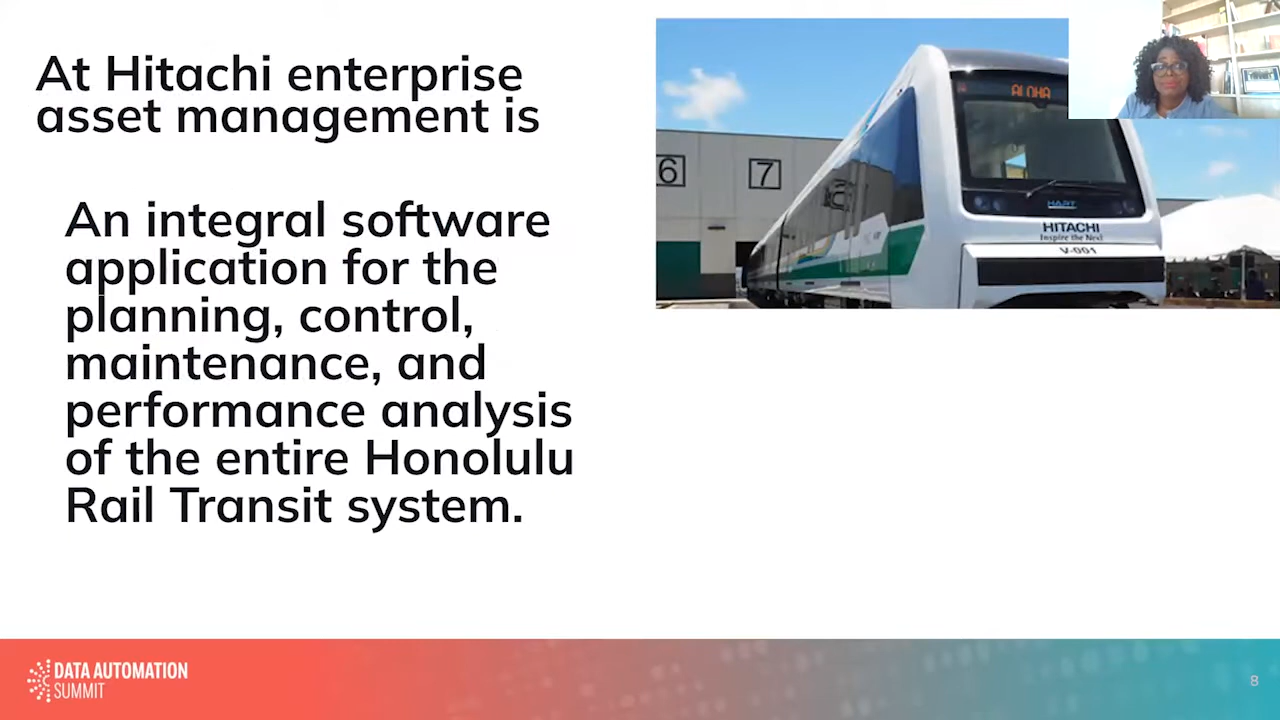 At Hitachi enterprise
asset management is
An integral software
application for the
planning, control,
maintenance, and
performance analysis
of the entire Honolulu
Rail Transit system.
6
7
ALOHA
HART
HITACHI
Inspire the Next
V-001
DATA AUTOMATION
SUMMIT
8